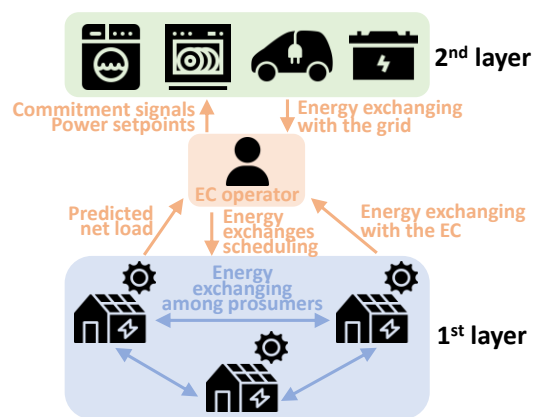 2nd layer
Commitment signals
Power setpoints
Energy exchanging
with the grid
EC operator
Predicted
net load
Energy
exchanges
scheduling
Energy exchanging
with the EC
Energy
exchanging
among prosumers
1st layer